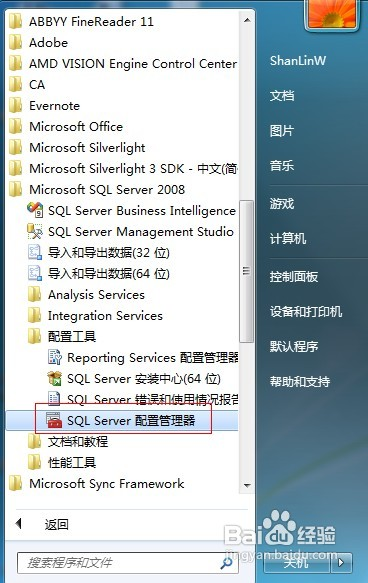 ABBYY FineReader 11
Adobe
AMD VISION Engine Control Center
CA
Evernote
Microsoft Office
Microsoft Silverlight
Microsoft Silverlight 3 SDK - 中文(简
Microsoft SQL Server 2008
SQL Server Business Intelligence
SQL Server Management Studio
导入和导出数据(32 位)
导入和导出数据(64 位)
Analysis Services
Integration Services
配置工具
Reporting Services 配置管理器
SQL Server 安装中心(64 位)
SQL Server 错误和使用情况报告
SQL Server 配置管理器
文档和教程
性能工具
Microsoft Sync Framework
返回
搜索程序和文件
ShanLinW
文档
图片
音乐
游戏
计算机
控制面板
设备和打印机
默认程序
帮助和支持
关机
Baidu经验
jingyan.baidu.com